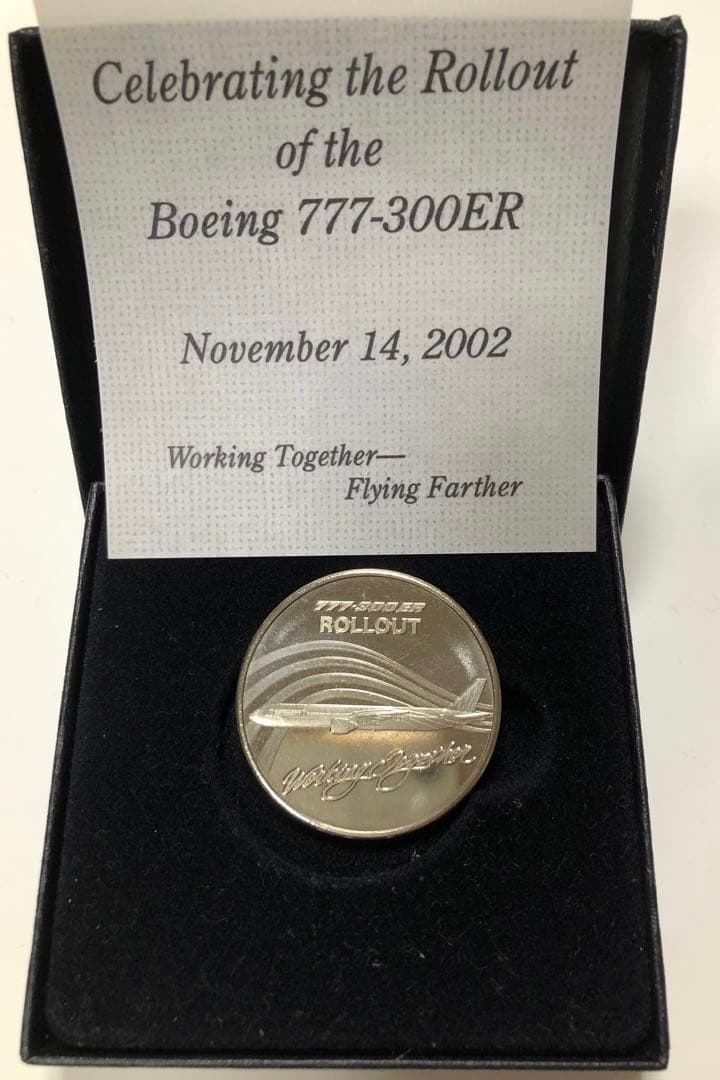 Celebrating the Rollout
of the
Boeing 777-300ER
November 14, 2002
Working Together—
Flying Farther
777-300ER
ROLLOUT
Working Together